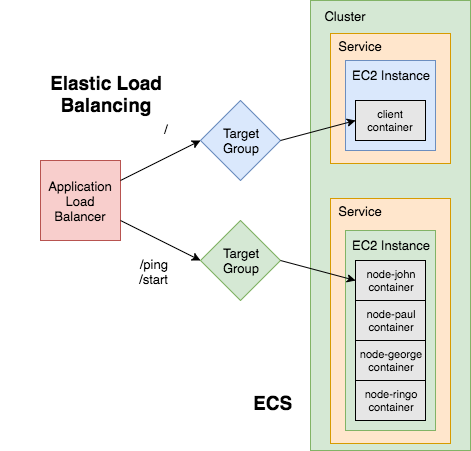 Cluster
Service
EC2 Instance
client
container
Elastic Load
Balancing
/
Target
Group
Application
Load
Balancer
Service
EC2 Instance
Target
Group
/ping
/start
node-john
container
node-paul
container
node-george
container
node-ringo
container
ECS